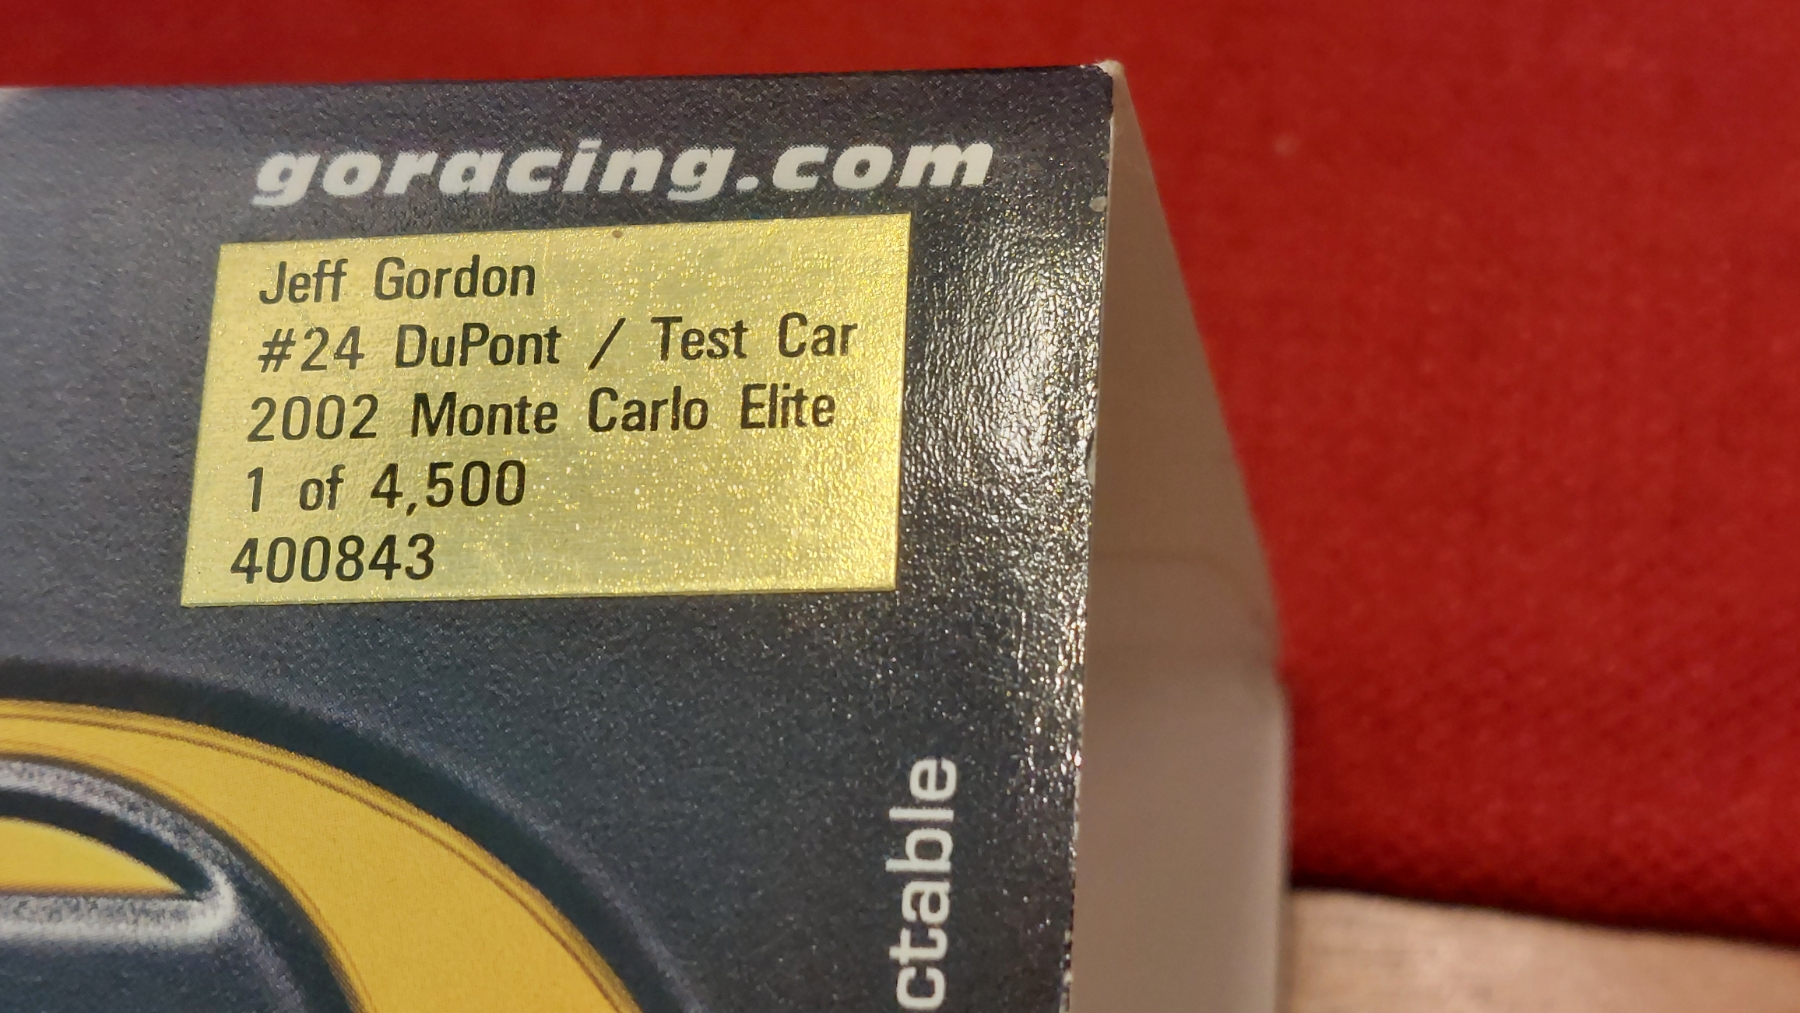 goracing.com
Jeff Gordon
#24 DuPont / Test Car
2002 Monte Carlo Elite
1 of 4,500
400843
ctable